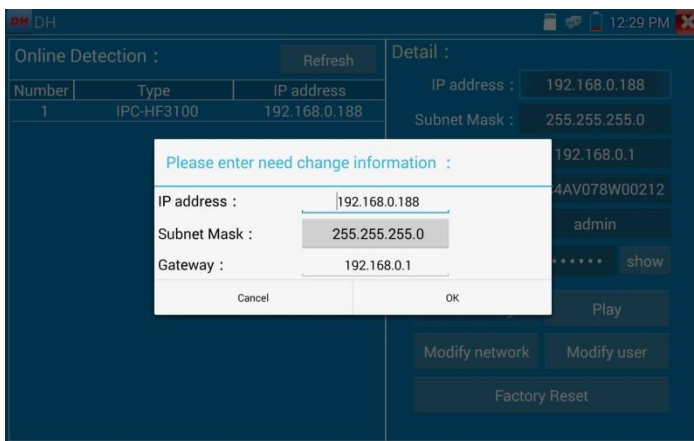 DH DH 12:29 PM
Online Detection : Refresh
Number Type IP address
1 IPC-HF3100 192.168.0.188
Detail :
IP address : 192.168.0.188
Subnet Mask : 255.255.255.0
192.168.0.1
4AV078W00212
admin
show
Play
Modify network Modify user
Factory Reset
Please enter need change information :
IP address : 192.168.0.188
Subnet Mask : 255.255.255.0
Gateway : 192.168.0.1
Cancel OK